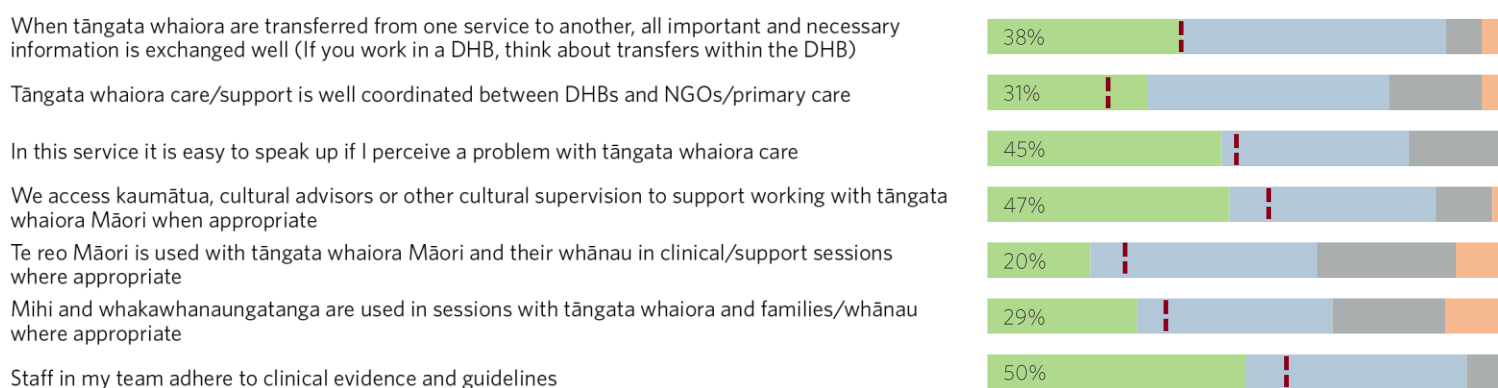 When tāngata whaiora are transferred from one service to another, all important and necessary
information is exchanged well (If you work in a DHB, think about transfers within the DHB)
38%
Tāngata whaiora care/support is well coordinated between DHBs and NGOs/primary care
31%
In this service it is easy to speak up if I perceive a problem with tāngata whaiora care
45%
We access kaumātua, cultural advisors or other cultural supervision to support working with tāngata
whaiora Māori when appropriate
47%
Te reo Māori is used with tāngata whaiora Māori and their whānau in clinical/support sessions
where appropriate
20%
Mihi and whakawhanaungatanga are used in sessions with tāngata whaiora and families/whānau
where appropriate
29%
Staff in my team adhere to clinical evidence and guidelines
50%